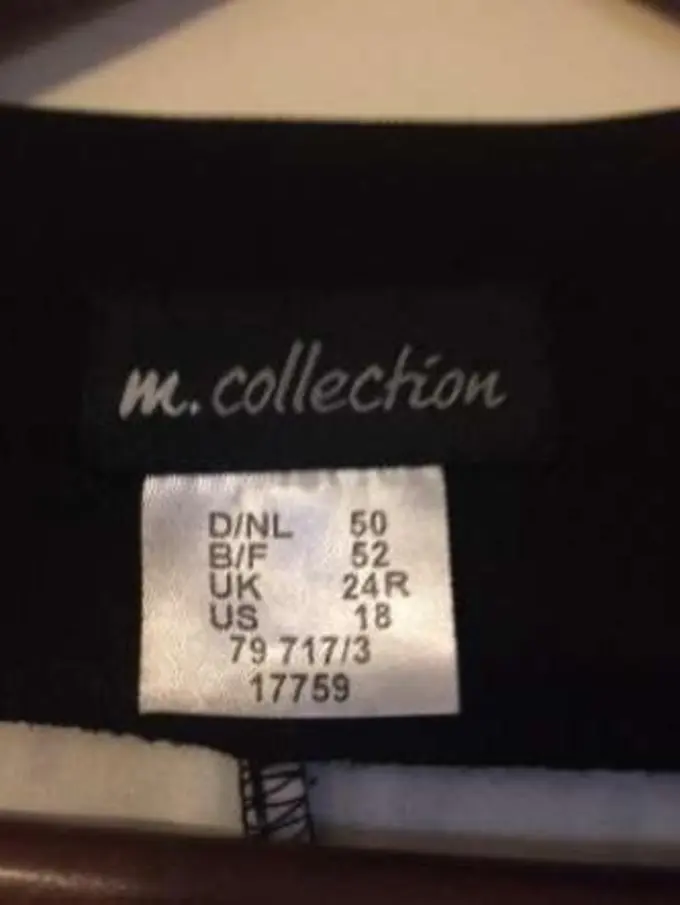 m. collection
D/NL 50
B/F 52
UK 24R
US 18
79 717/3
17759